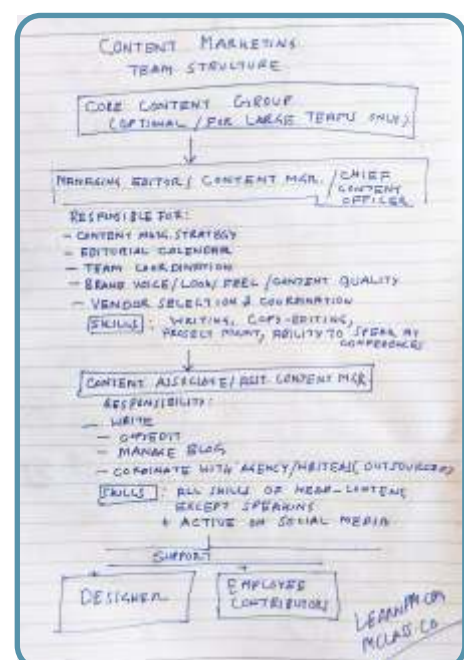 CONTENT MARKETING
TEAM STRUCTURE
CORE CONTENT GROUP
(OPTIONAL / FOR LARGE TEAMS ONLY)
MANAGING EDITOR / CONTENT MGR. / CHIEF
CONTENT
OFFICER
RESPONSIBLE FOR:
- CONTENT MKTG. STRATEGY
- EDITORIAL CALENDAR
- TEAM COORDINATION
- BRAND VOICE / LOOK / FEEL / CONTENT QUALITY
- VENDOR SELECTION & COORDINATION
SKILLS : WRITING, COPY-EDITING,
PROJECT MGMT, ABILITY TO SPEAK AT
CONFERENCES
CONTENT ASSOCIATE / ASST CONTENT MGR
RESPONSIBILITY:
- WRITE
- COPYEDIT
- MANAGE BLOG
- CORDINATE WITH AGENCY/WRITERS (OUTSOURCED)
SKILLS : ALL SKILLS OF HEAD-CONTENT,
EXCEPT SPEAKING
+ ACTIVE ON SOCIAL MEDIA
SUPPORT
DESIGNER
EMPLOYEE
CONTRIBUTORS